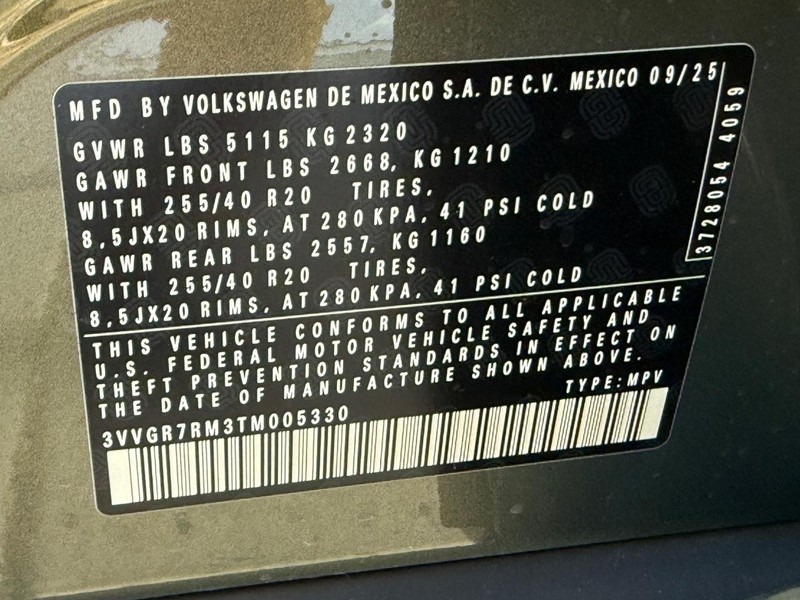 MFD BY VOLKSWAGEN DE MEXICO S.A. DE C.V. MEXICO 09/25
GVWR LBS 5115 KG 2320
GAWR FRONT LBS 2668, KG 1210
WITH 255/40 R20 TIRES,
8,5JX20 RIMS, AT 280 KPA, 41 PSI COLD
GAWR REAR LBS 2557, KG 1160
WITH 255/40 R20 TIRES,
8,5JX20 RIMS, AT 280 KPA, 41 PSI COLD
3728054 4059
THIS VEHICLE CONFORMS TO ALL APPLICABLE
U.S. FEDERAL MOTOR VEHICLE SAFETY AND
THEFT PREVENTION STANDARDS IN EFFECT ON
THE DATE OF MANUFACTURE SHOWN ABOVE.
TYPE: MPV
3VVGR7RM3TM005330